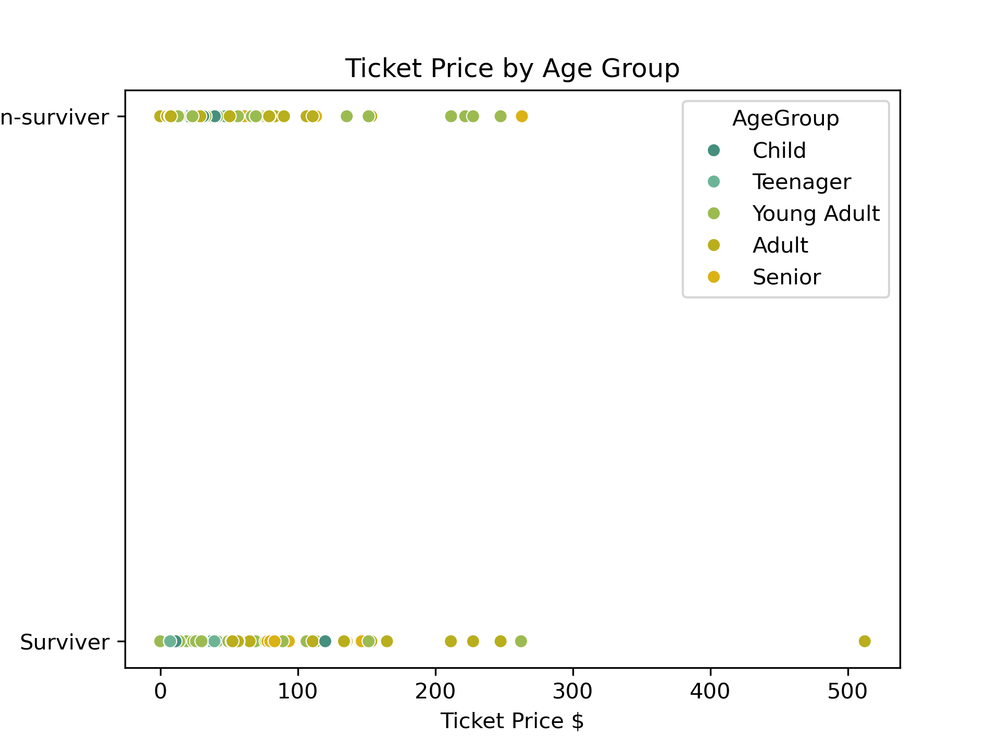 Ticket Price by Age Group
n-surviver
AgeGroup
Child
Teenager
Young Adult
Adult
Senior
Surviver
0 100 200 300 400 500
Ticket Price $